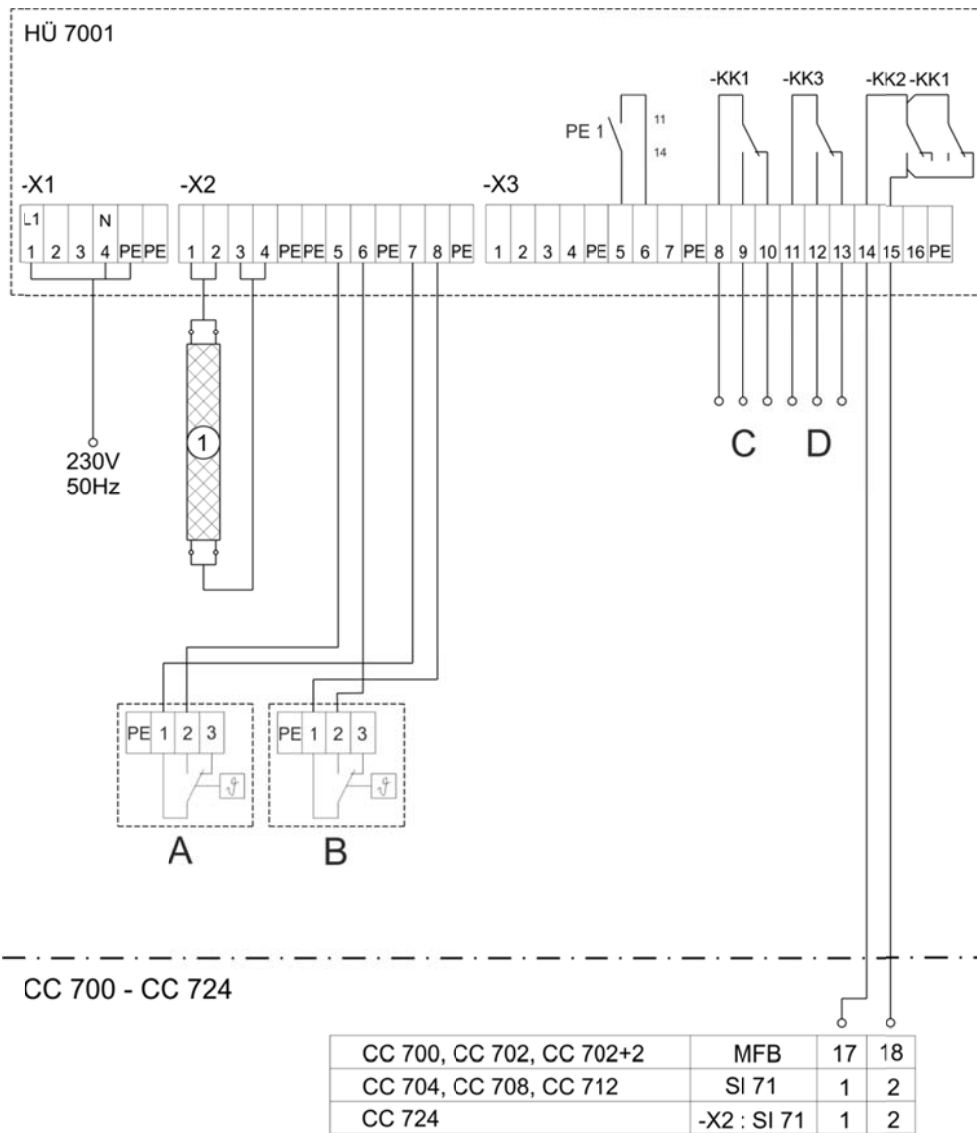 HÜ 7001
-KK1 -KK3 -KK2 -KK1
PE 1 11
14
-X1 -X2 -X3
L1 N
1 2 3 4 PE PE
1 2 3 4 PE PE 5 6 PE 7 8 PE
1 2 3 4 PE 5 6 7 PE 8 9 10 11 12 13 14 15 16 PE
1
230V
50Hz
C D
PE 1 2 3
ϑ
A
PE 1 2 3
ϑ
B
CC 700 - CC 724
CC 700, CC 702, CC 702+2 MFB 17 18
CC 704, CC 708, CC 712 SI 71 1 2
CC 724 -X2 : SI 71 1 2